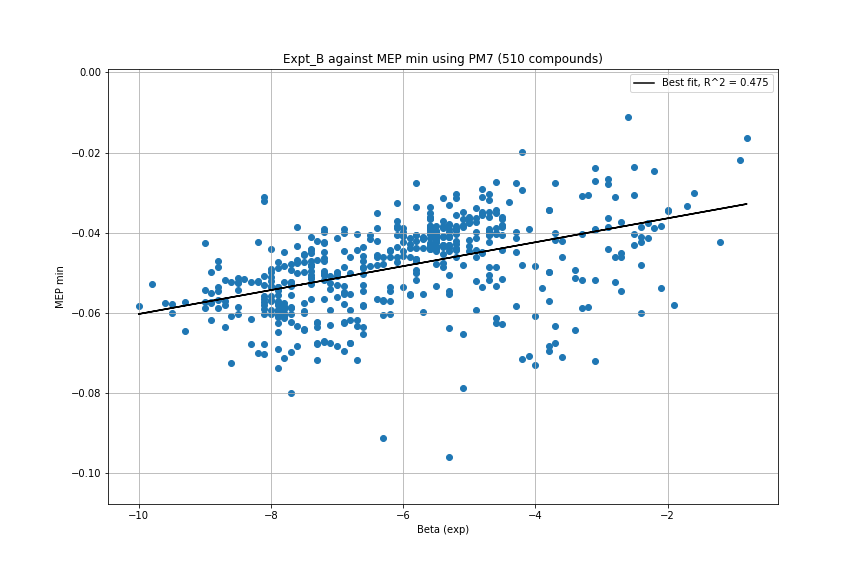 Expt_B against MEP min using PM7 (510 compounds)
Best fit, R^2 = 0.475
0.00
−0.02
−0.04
−0.06
−0.08
−0.10
MEP min
−10
−8
−6
−4
−2
Beta (exp)